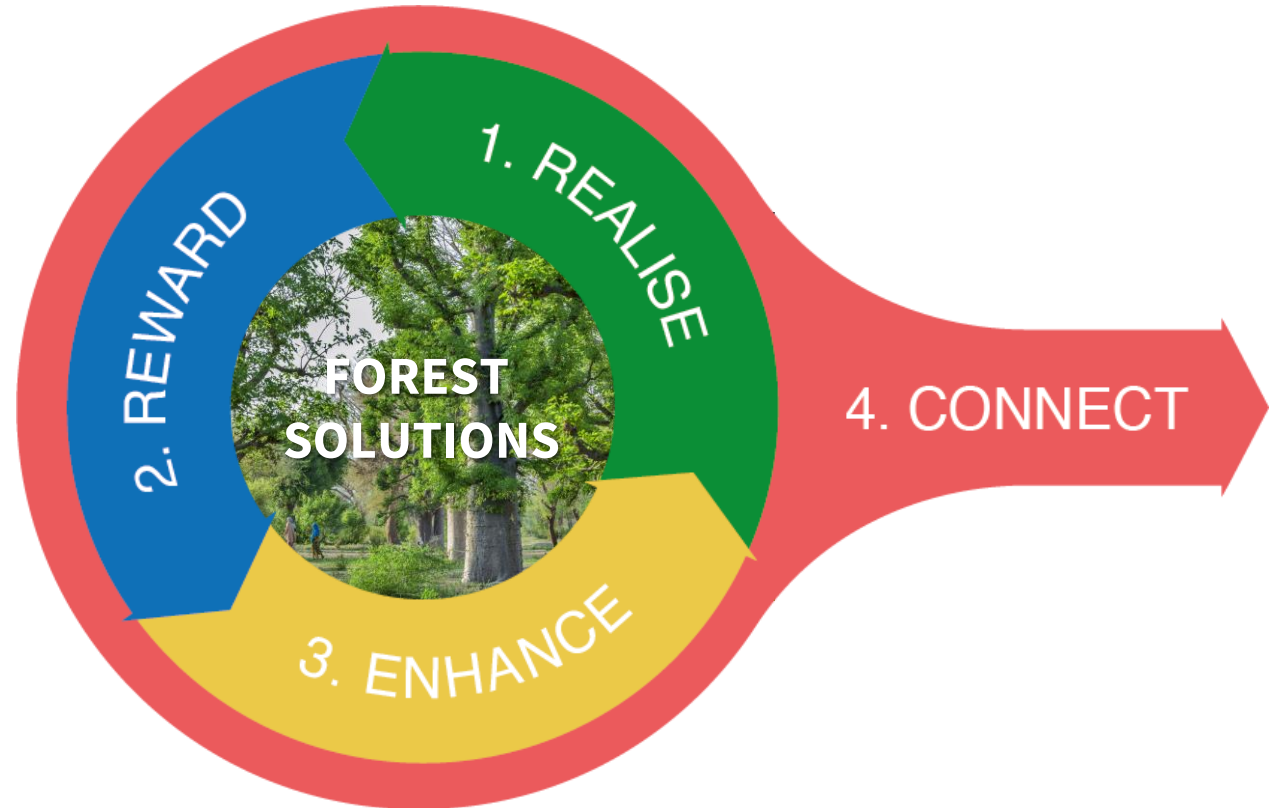 1. REALISE
2. REWARD
3. ENHANCE
4. CONNECT
FOREST
SOLUTIONS